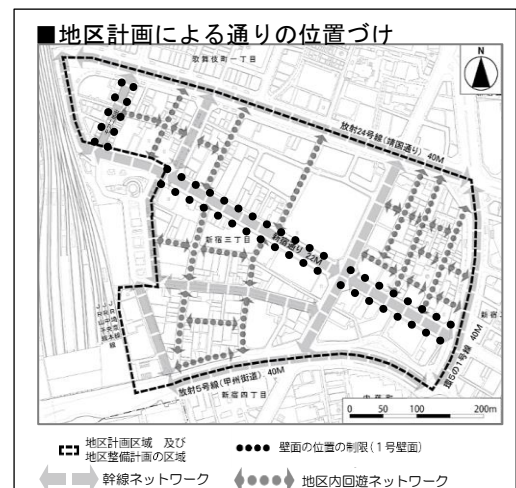 ■地区計画による通りの位置づけ
歌舞伎町一丁目
N
放射24号線(靖国通り) 40M
新宿三丁目
新宿通り 22M
環5の1号線 40M
放射5号線(甲州街道) 40M
新宿四丁目
0 50 100 200m
地区計画区域 及び
地区整備計画の区域
壁面の位置の制限(1号壁面)
幹線ネットワーク
地区内回遊ネットワーク